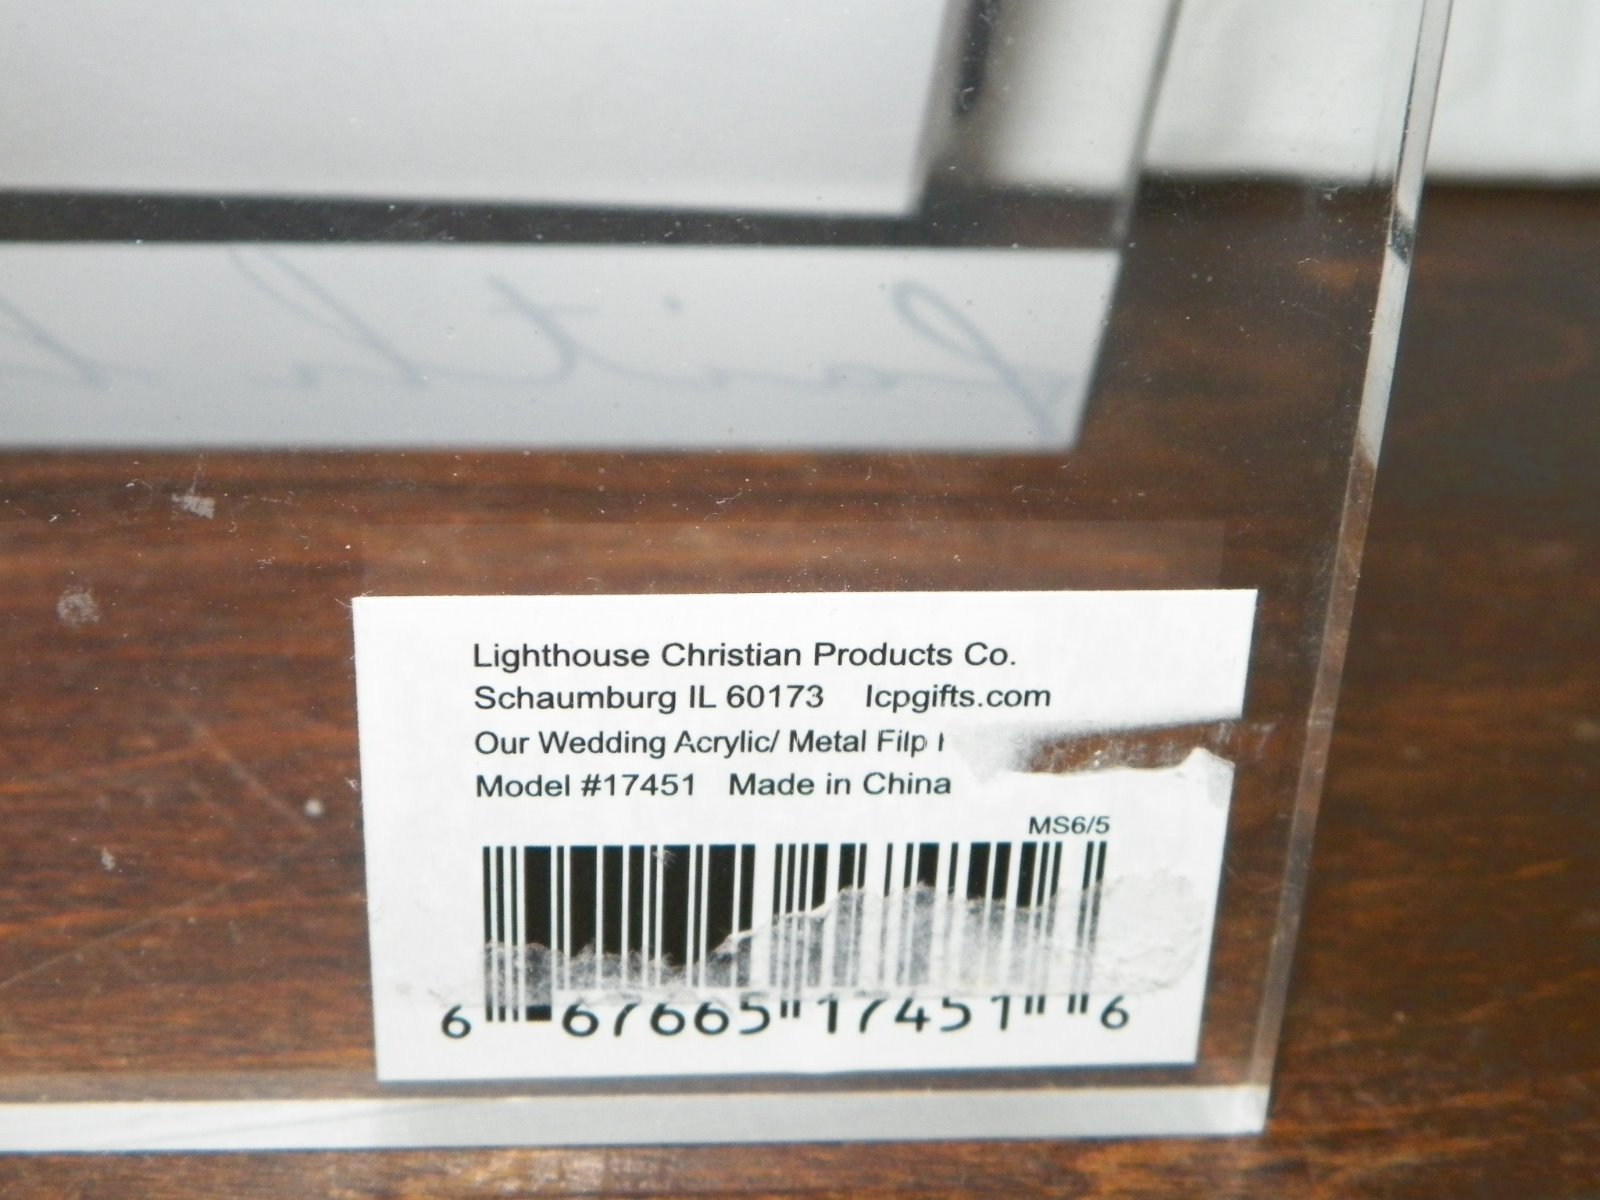 faith
Lighthouse Christian Products Co.
Schaumburg IL 60173 lcpgifts.com
Our Wedding Acrylic/ Metal Filp
Model #17451 Made in China
MS6/5
6 67665 17451 6